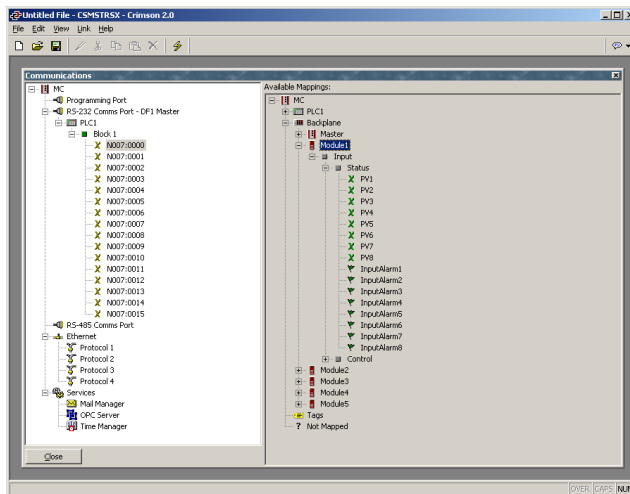 Untitled File - CSMSTRSX - Crimson 2.0
File Edit View Link Help
Communications
MC
Programming Port
RS-232 Comms Port - DF1 Master
PLC1
Block 1
N007:0000
N007:0001
N007:0002
N007:0003
N007:0004
N007:0005
N007:0006
N007:0007
N007:0008
N007:0009
N007:0010
N007:0011
N007:0012
N007:0013
N007:0014
N007:0015
RS-485 Comms Port
Ethernet
Protocol 1
Protocol 2
Protocol 3
Protocol 4
Services
Mail Manager
OPC Server
Time Manager
Close
Available Mappings:
MC
PLC1
Backplane
Master
Module1
Input
Status
PV1
PV2
PV3
PV4
PV5
PV6
PV7
PV8
InputAlarm1
InputAlarm2
InputAlarm3
InputAlarm4
InputAlarm5
InputAlarm6
InputAlarm7
InputAlarm8
Control
Module2
Module3
Module4
Module5
Tags
? Not Mapped
OVER CAPS NUM